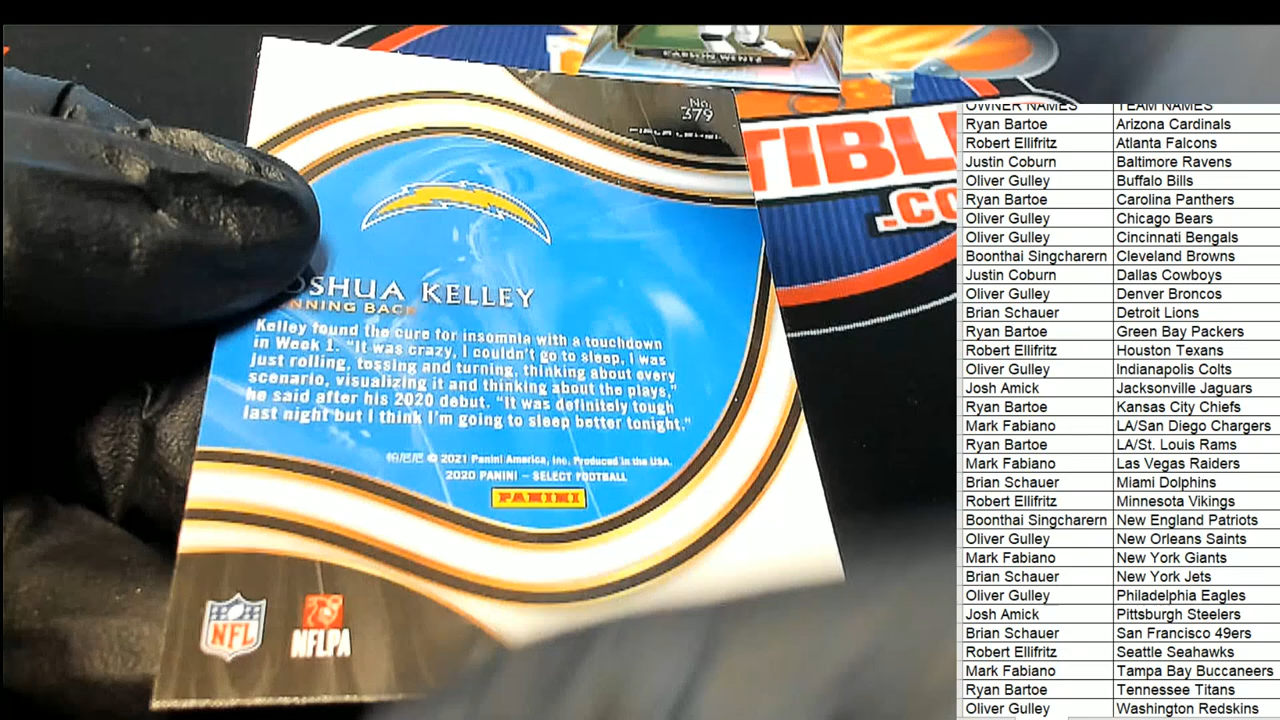 CARSON WENTZ
No.
379
TIBL
.CO
OSHUA KELLEY
NNING BACK
Kelley found the cure for insomnia with a touchdown
in Week 1. "It was crazy, I couldn't go to sleep, I was
just rolling, tossing and turning, thinking about every
scenario, visualizing it and thinking about the plays,"
he said after his 2020 debut. "It was definitely tough
last night but I think I'm going to sleep better tonight."
帕尼尼 © 2021 Panini America, Inc. Produced in the USA.
2020 PANINI – SELECT FOOTBALL
PANINI
NFL
NFLPA
OWNER NAMES TEAM NAMES
Ryan Bartoe Arizona Cardinals
Robert Ellifritz Atlanta Falcons
Justin Coburn Baltimore Ravens
Oliver Gulley Buffalo Bills
Ryan Bartoe Carolina Panthers
Oliver Gulley Chicago Bears
Oliver Gulley Cincinnati Bengals
Boonthai Singcharern Cleveland Browns
Justin Coburn Dallas Cowboys
Oliver Gulley Denver Broncos
Brian Schauer Detroit Lions
Ryan Bartoe Green Bay Packers
Robert Ellifritz Houston Texans
Oliver Gulley Indianapolis Colts
Josh Amick Jacksonville Jaguars
Ryan Bartoe Kansas City Chiefs
Mark Fabiano LA/San Diego Chargers
Ryan Bartoe LA/St. Louis Rams
Mark Fabiano Las Vegas Raiders
Brian Schauer Miami Dolphins
Robert Ellifritz Minnesota Vikings
Boonthai Singcharern New England Patriots
Oliver Gulley New Orleans Saints
Mark Fabiano New York Giants
Brian Schauer New York Jets
Oliver Gulley Philadelphia Eagles
Josh Amick Pittsburgh Steelers
Brian Schauer San Francisco 49ers
Robert Ellifritz Seattle Seahawks
Mark Fabiano Tampa Bay Buccaneers
Ryan Bartoe Tennessee Titans
Oliver Gulley Washington Redskins